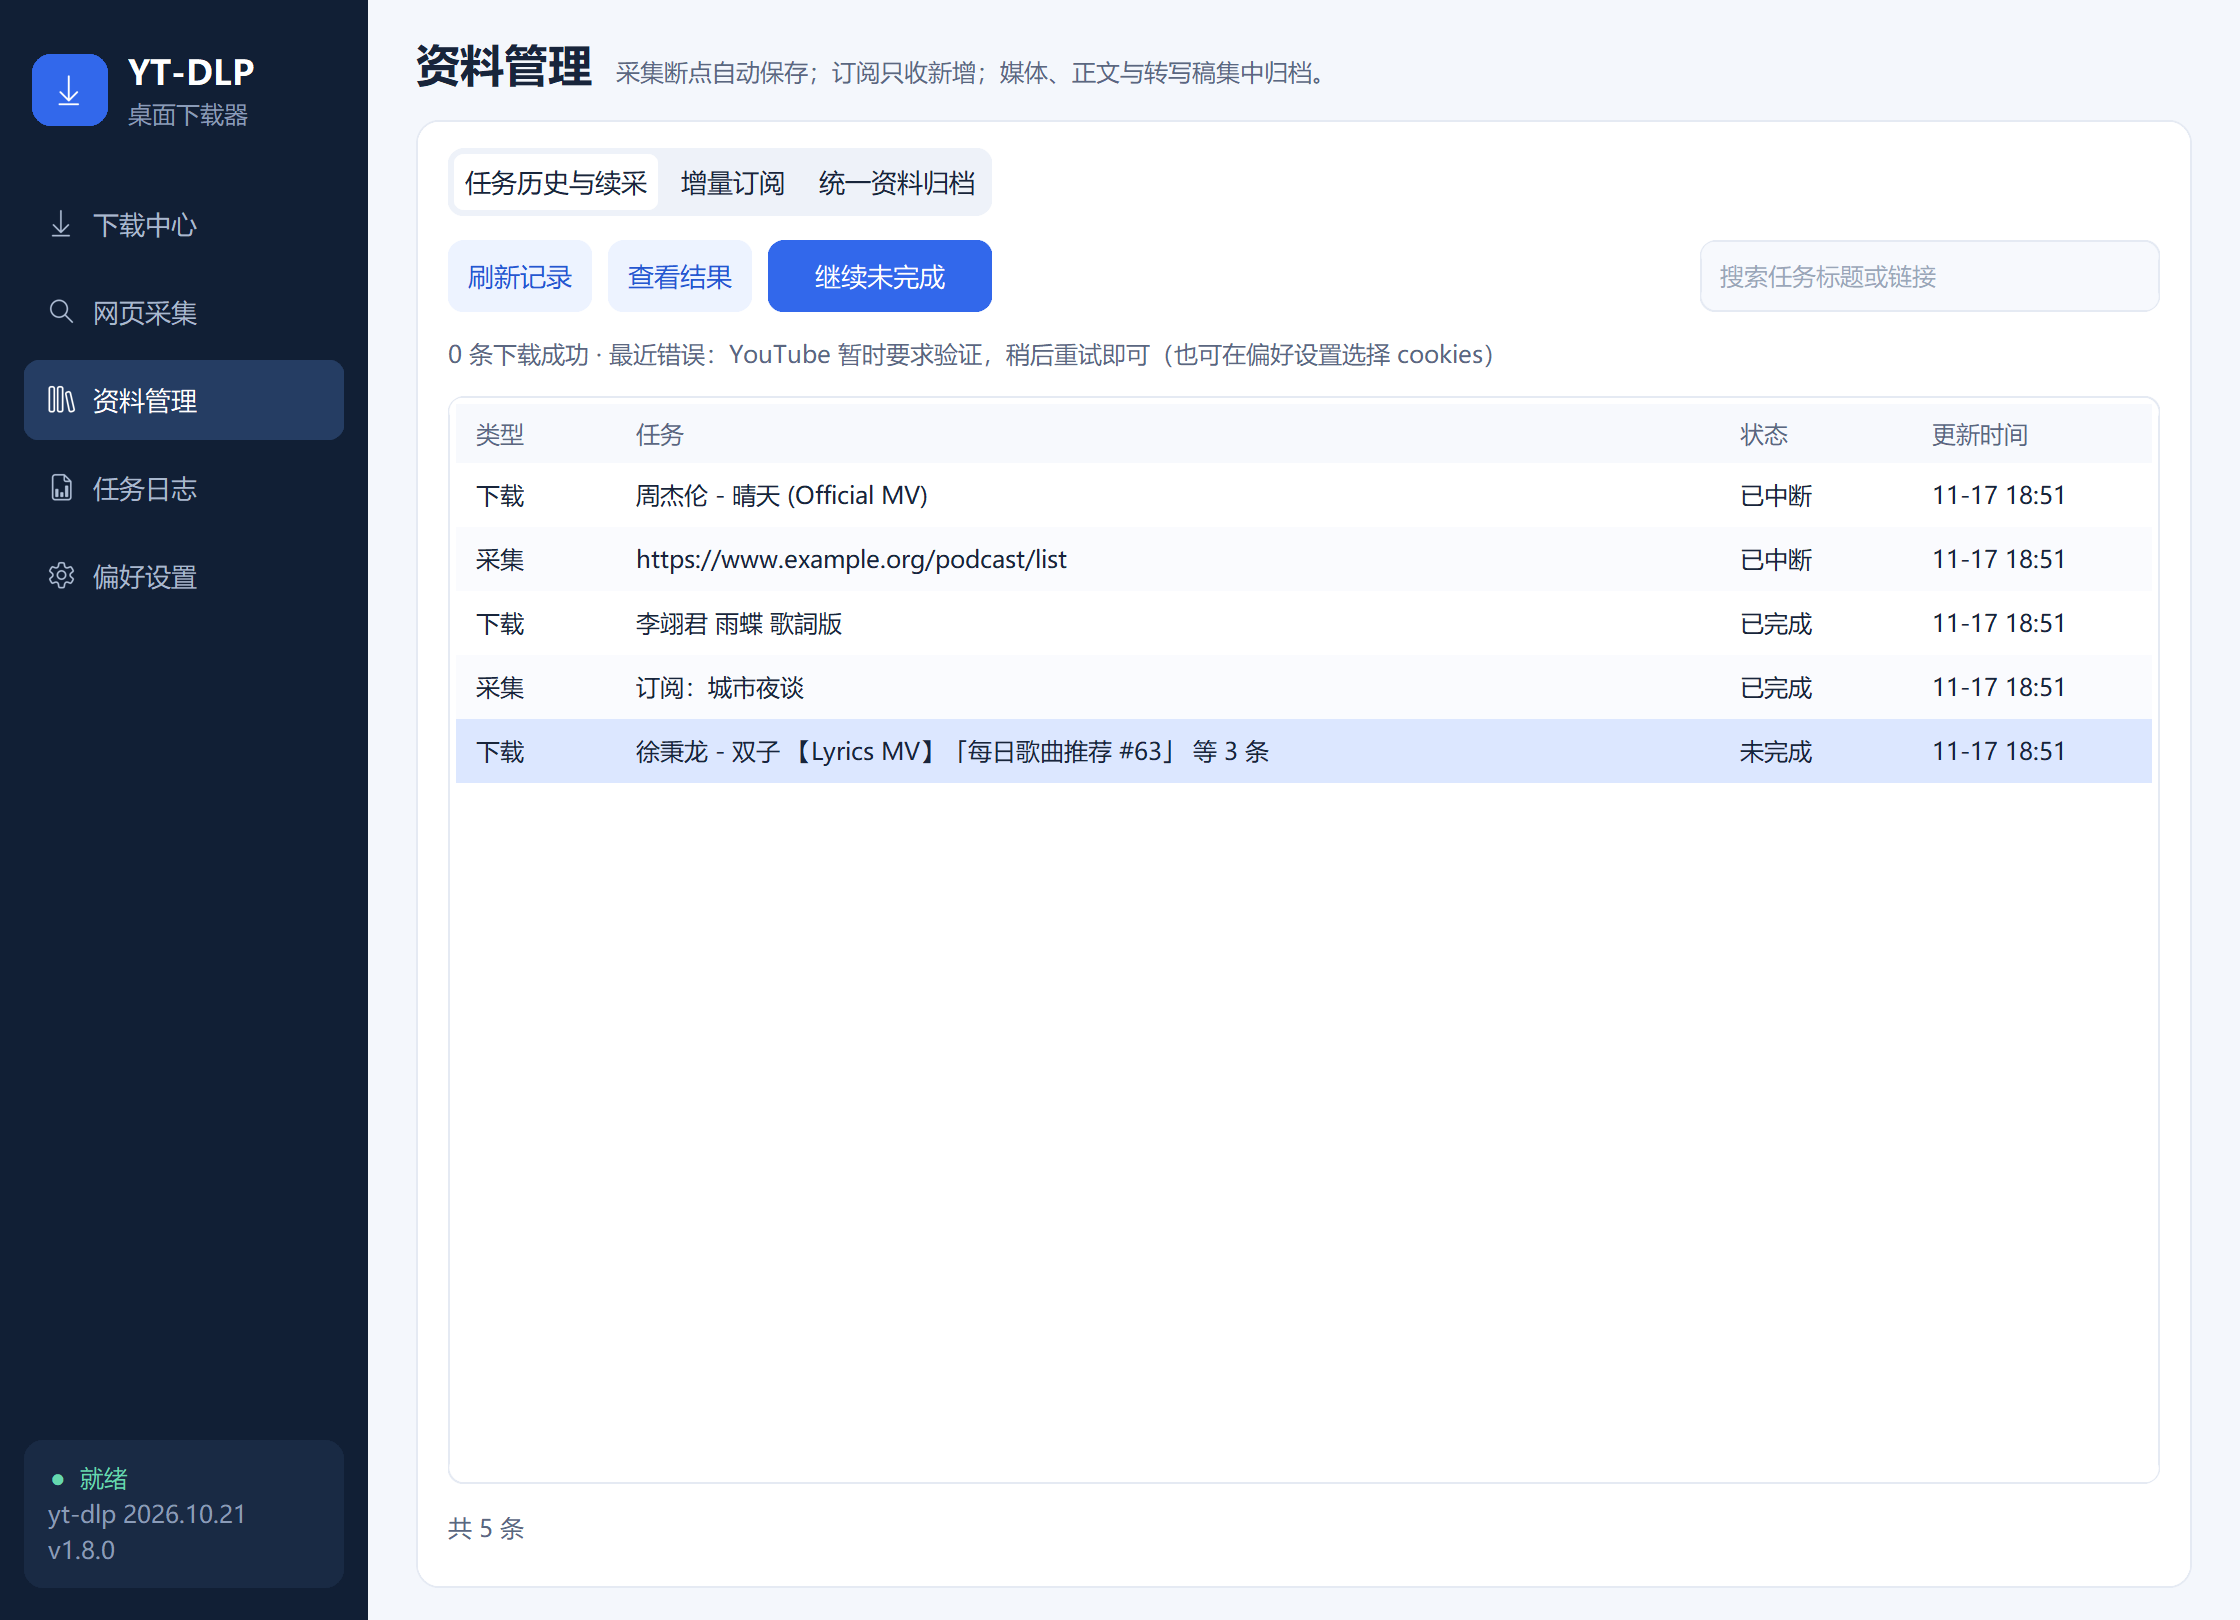 YT-DLP
桌面下载器
下载中心
网页采集
资料管理
任务日志
偏好设置
就绪
yt-dlp 2026.10.21
v1.8.0
资料管理 采集断点自动保存；订阅只收新增；媒体、正文与转写稿集中归档。
任务历史与续采 增量订阅 统一资料归档
刷新记录 查看结果 继续未完成 搜索任务标题或链接
0 条下载成功 · 最近错误：YouTube 暂时要求验证，稍后重试即可（也可在偏好设置选择 cookies）
类型 任务 状态 更新时间
下载 周杰伦 - 晴天 (Official MV) 已中断 11-17 18:51
采集 https://www.example.org/podcast/list 已中断 11-17 18:51
下载 李翊君 雨蝶 歌詞版 已完成 11-17 18:51
采集 订阅：城市夜谈 已完成 11-17 18:51
下载 徐秉龙 - 双子 【Lyrics MV】「每日歌曲推荐 #63」 等 3 条 未完成 11-17 18:51
共 5 条